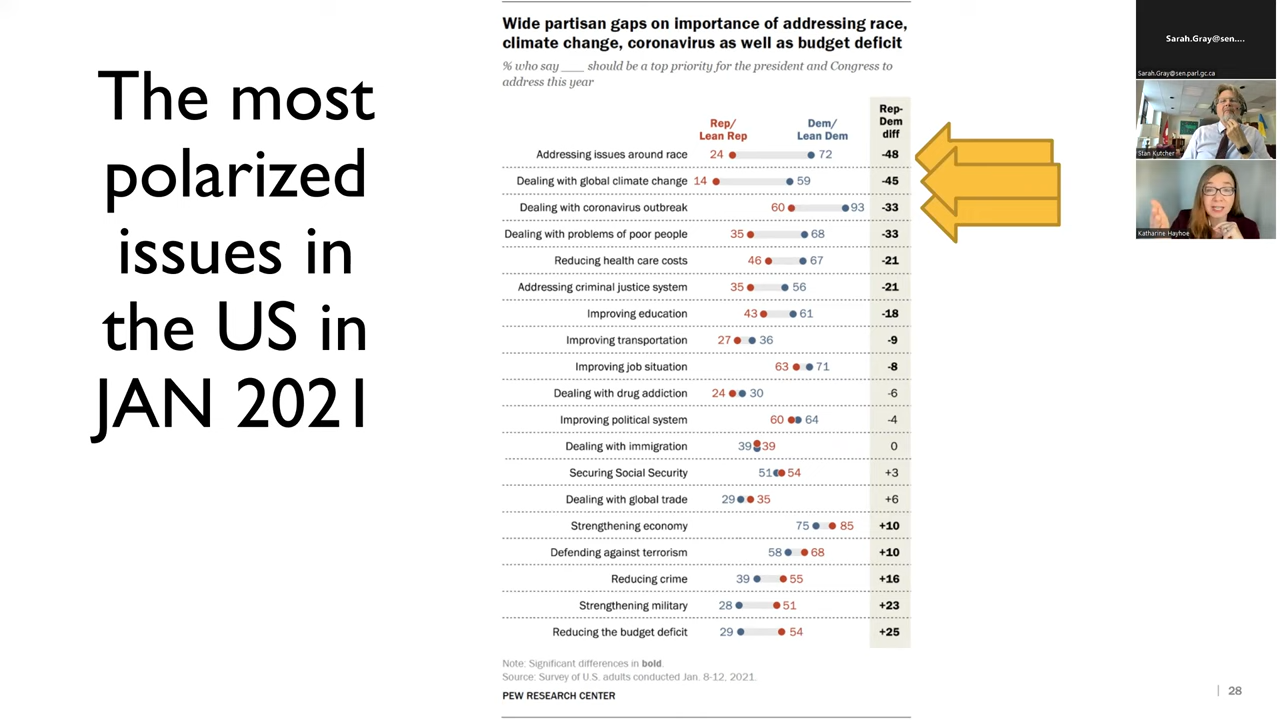 The most
polarized
issues in
the US in
JAN 2021
Wide partisan gaps on importance of addressing race,
climate change, coronavirus as well as budget deficit
% who say ___ should be a top priority for the president and Congress to
address this year
Rep/
Lean Rep
Dem/
Lean Dem
Rep-
Dem
diff
Addressing issues around race 24 72 -48
Dealing with global climate change 14 59 -45
Dealing with coronavirus outbreak 60 93 -33
Dealing with problems of poor people 35 68 -33
Reducing health care costs 46 67 -21
Addressing criminal justice system 35 56 -21
Improving education 43 61 -18
Improving transportation 27 36 -9
Improving job situation 63 71 -8
Dealing with drug addiction 24 30 -6
Improving political system 60 64 -4
Dealing with immigration 39 39 0
Securing Social Security 51 54 +3
Dealing with global trade 29 35 +6
Strengthening economy 75 85 +10
Defending against terrorism 58 68 +10
Reducing crime 39 55 +16
Strengthening military 28 51 +23
Reducing the budget deficit 29 54 +25
Note: Significant differences in bold.
Source: Survey of U.S. adults conducted Jan. 8-12, 2021.
PEW RESEARCH CENTER
| 28
Sarah.Gray@sen....
Sarah.Gray@sen.parl.gc.ca
Stan Kutcher
Katharine Hayhoe